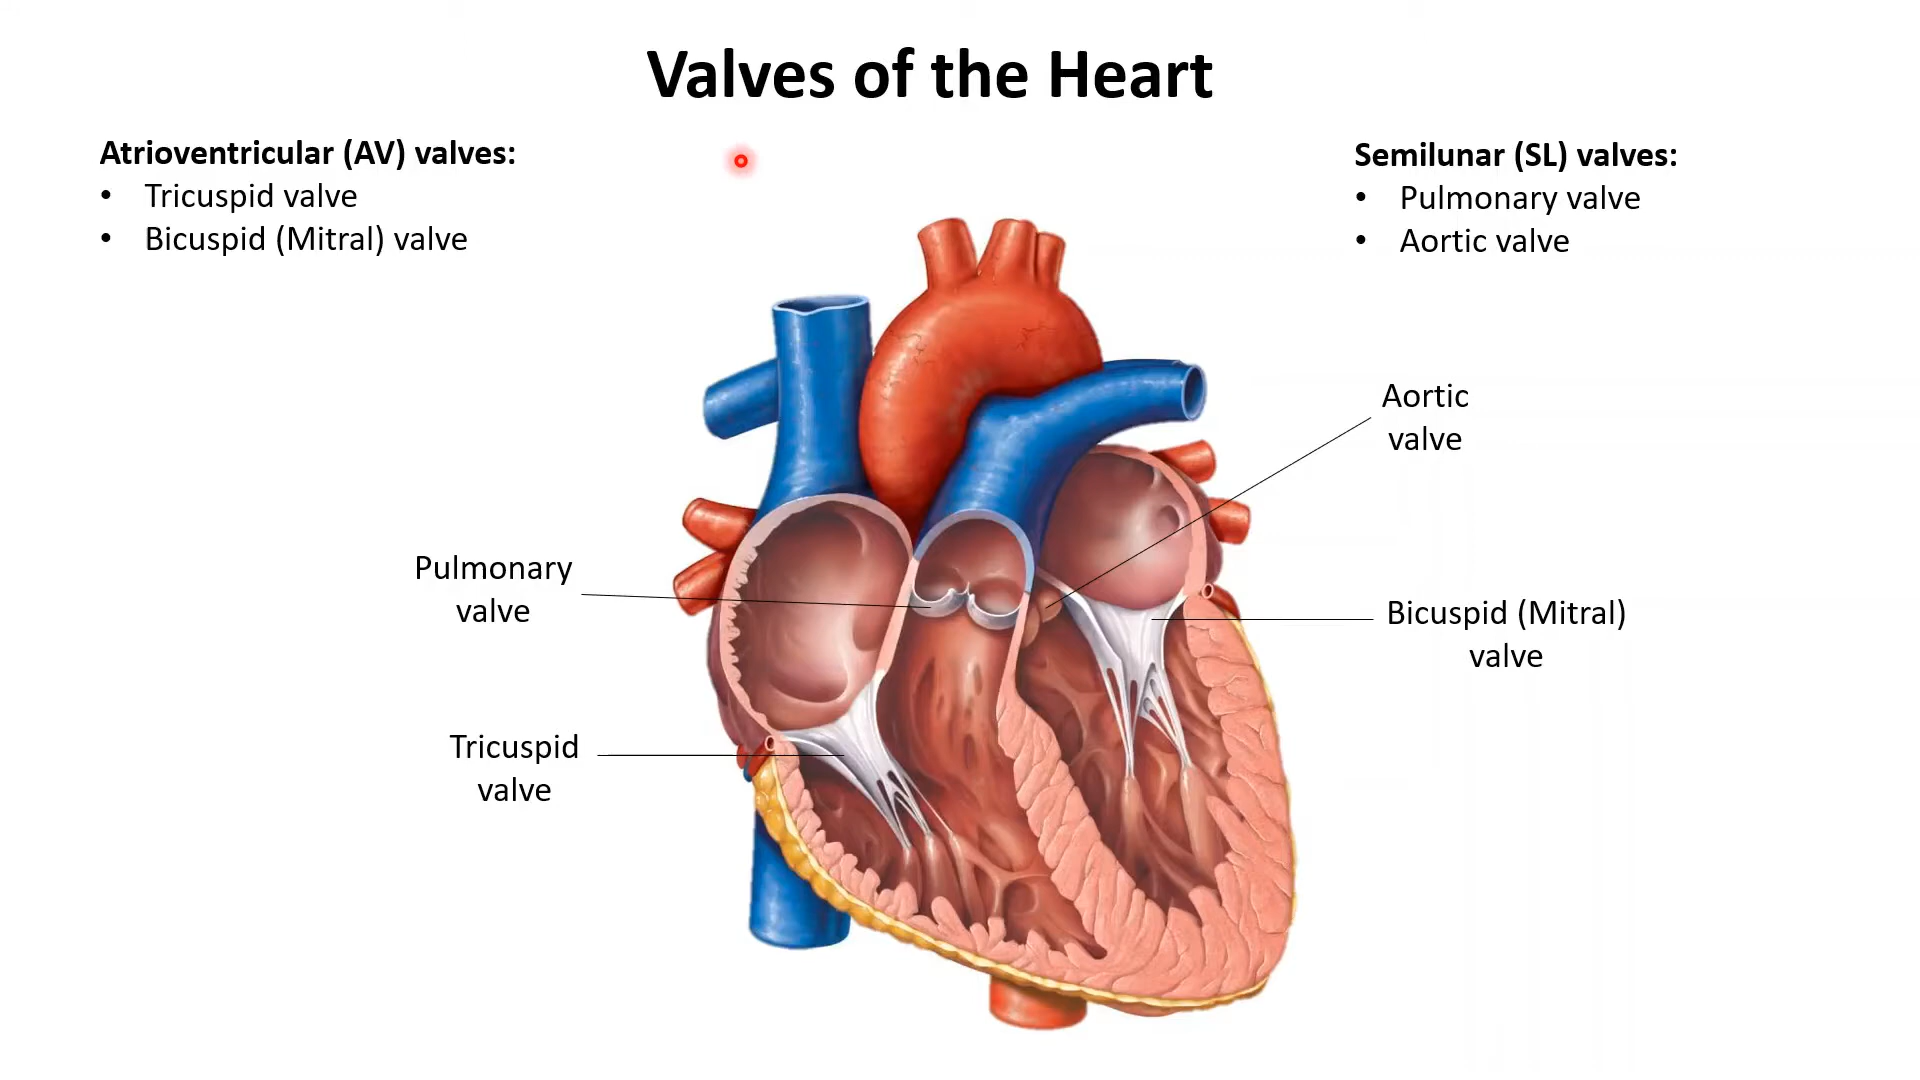 Valves of the Heart
Atrioventricular (AV) valves:
• Tricuspid valve
• Bicuspid (Mitral) valve
Semilunar (SL) valves:
• Pulmonary valve
• Aortic valve
Aortic
valve
Pulmonary
valve
Bicuspid (Mitral)
valve
Tricuspid
valve